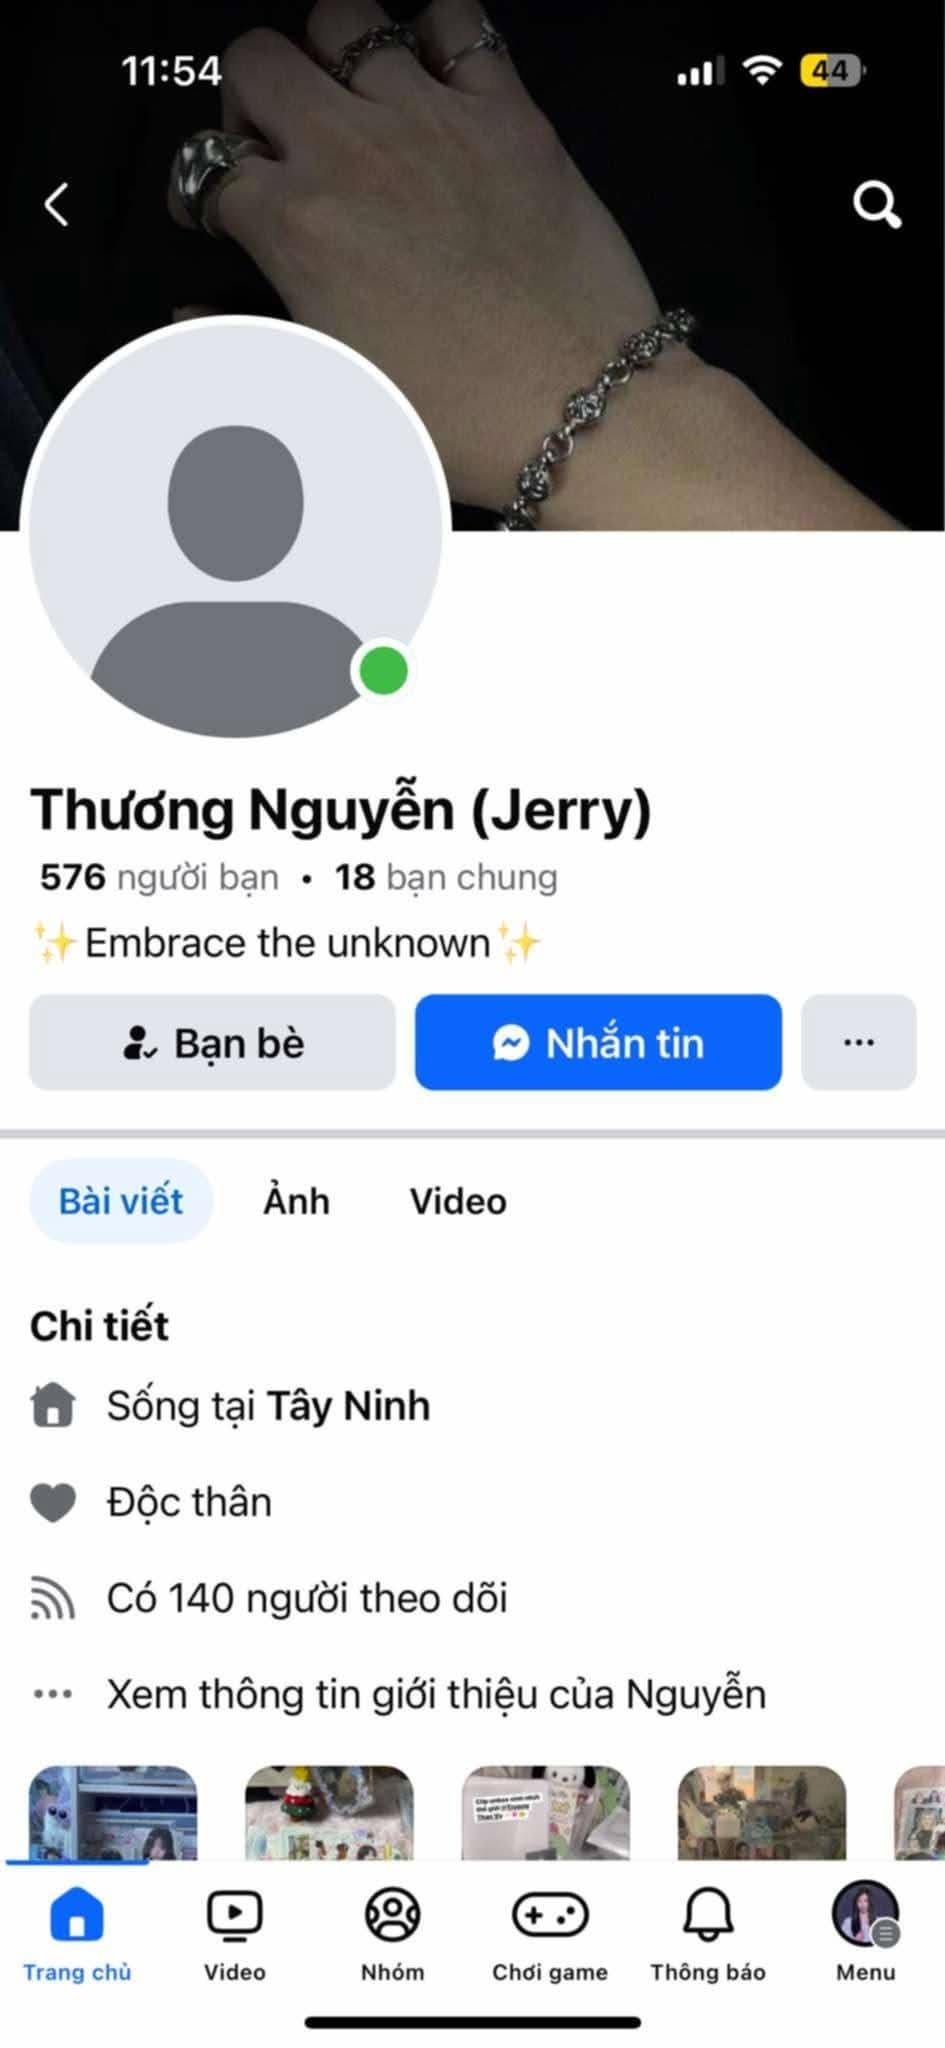 11:54
44
Thương Nguyễn (Jerry)
576 người bạn • 18 bạn chung
✨Embrace the unknown✨
Bạn bè
Nhắn tin
Bài viết
Ảnh
Video
Chi tiết
Sống tại Tây Ninh
Độc thân
Có 140 người theo dõi
Xem thông tin giới thiệu của Nguyễn
Trang chủ
Video
Nhóm
Chơi game
Thông báo
Menu